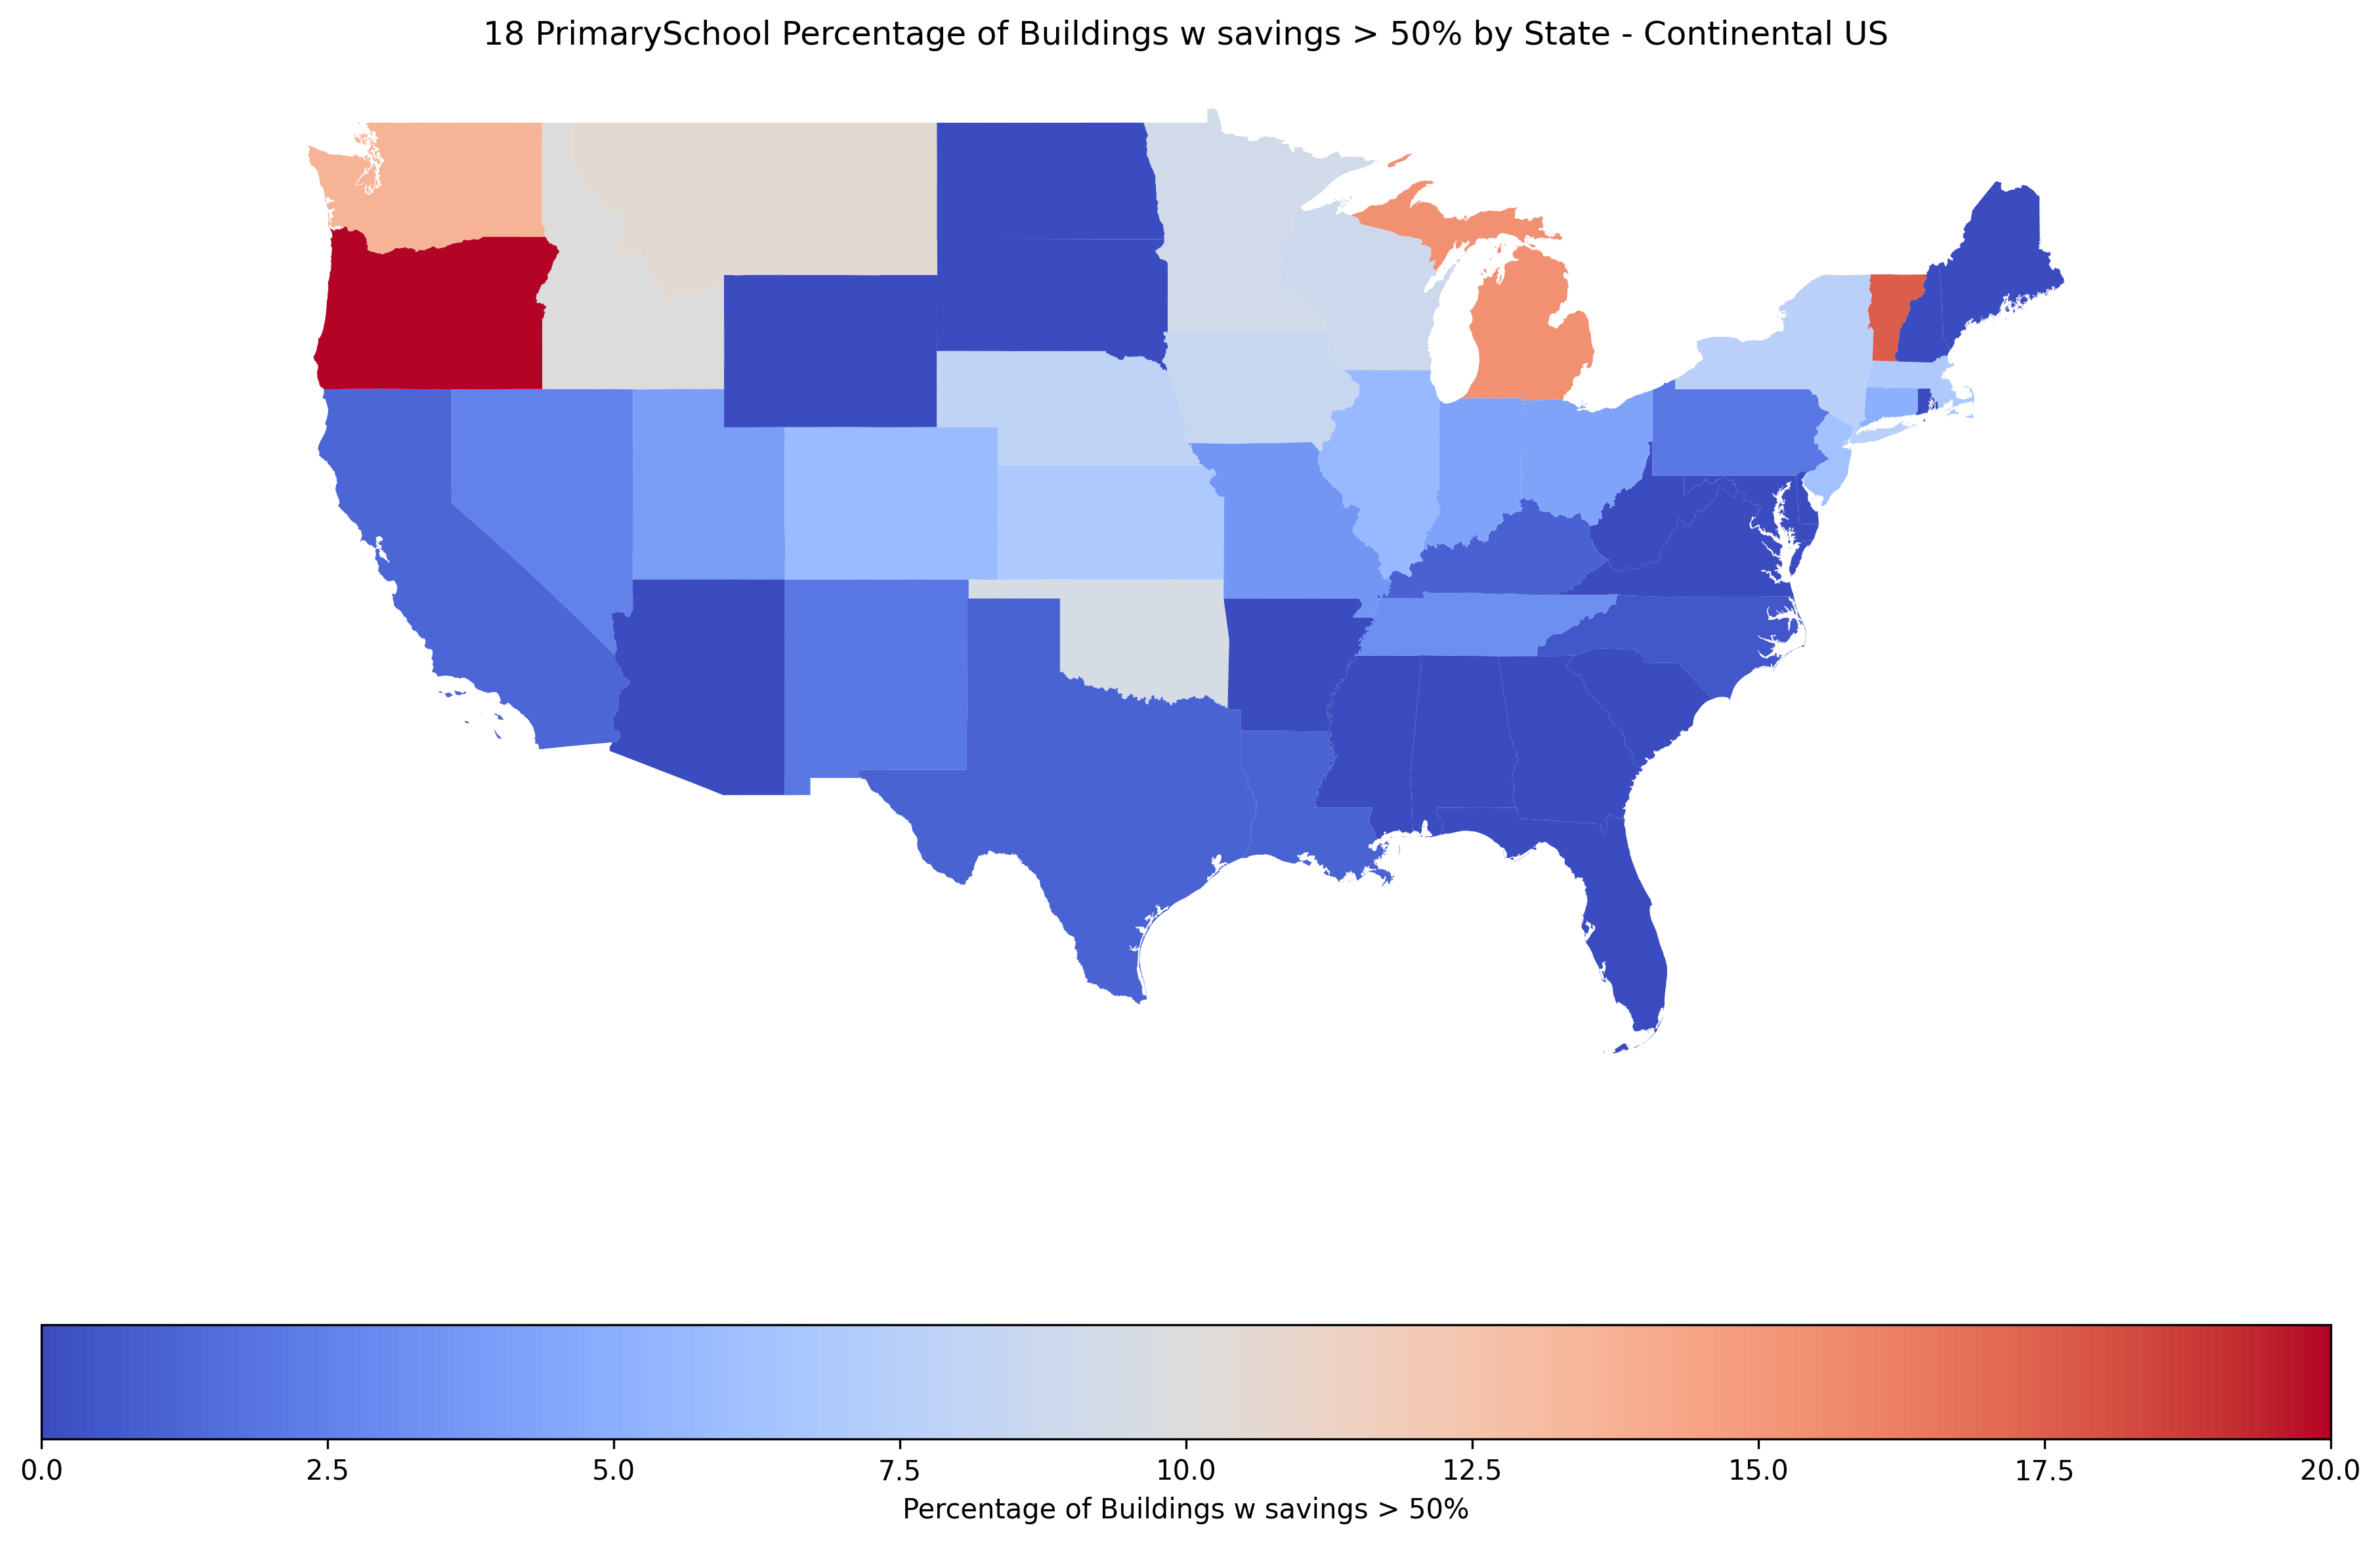 18 PrimarySchool Percentage of Buildings w savings > 50% by State - Continental US
0.0 2.5 5.0 7.5 10.0 12.5 15.0 17.5 20.0
Percentage of Buildings w savings > 50%